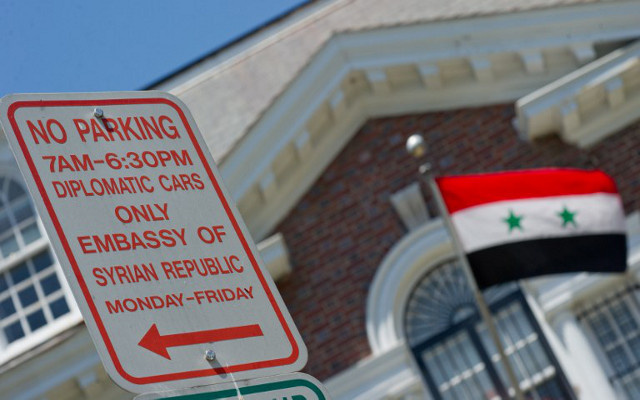 NO PARKING
7AM-6:30PM
DIPLOMATIC CARS
ONLY
EMBASSY OF
SYRIAN REPUBLIC
MONDAY-FRIDAY